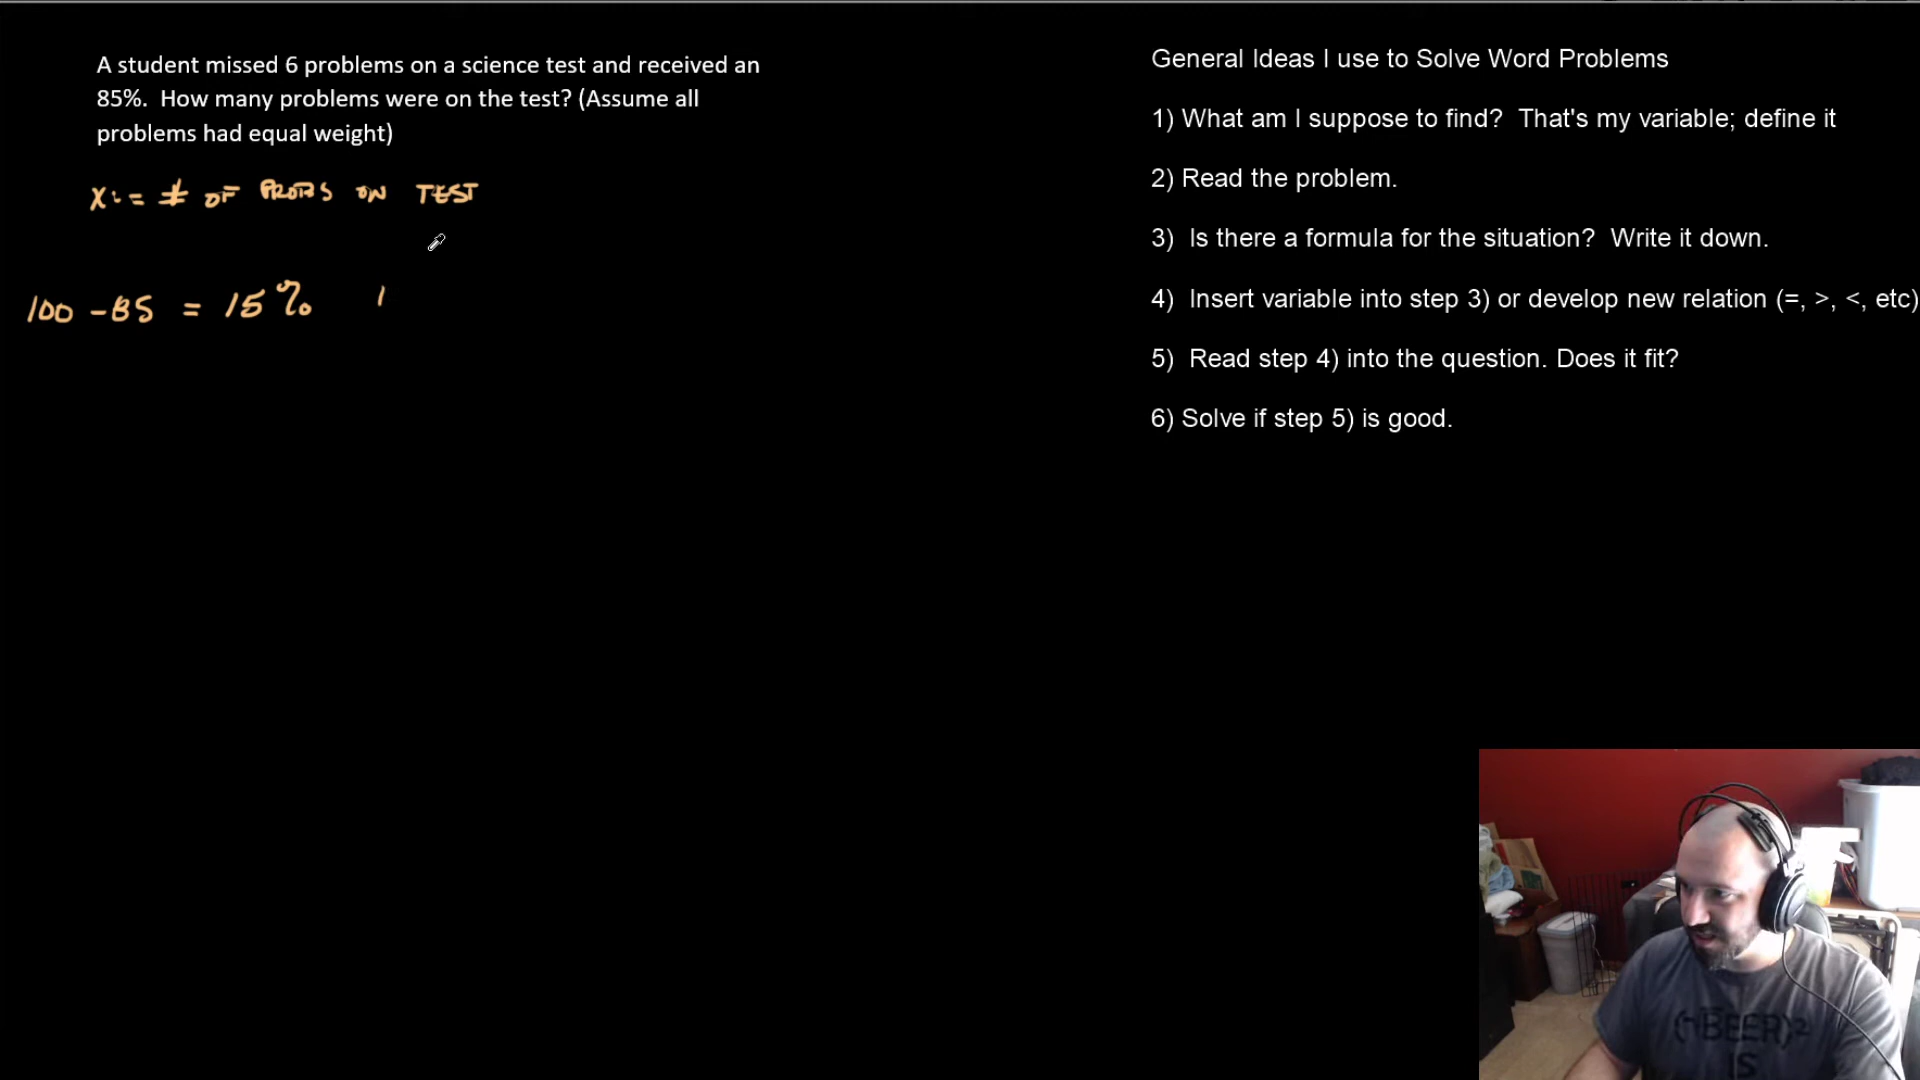 A student missed 6 problems on a science test and received an
85%.  How many problems were on the test? (Assume all
problems had equal weight)
X:= # OF PROBS ON TEST
100 - 85 = 15%
General Ideas I use to Solve Word Problems
1) What am I suppose to find?  That's my variable; define it
2) Read the problem.
3)  Is there a formula for the situation?  Write it down.
4)  Insert variable into step 3) or develop new relation (=, >, <, etc)
5)  Read step 4) into the question. Does it fit?
6) Solve if step 5) is good.